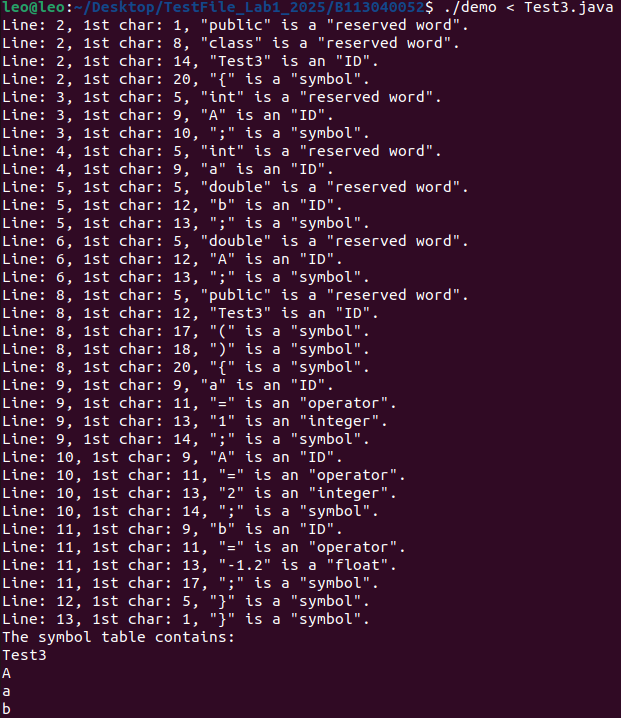 leo@leo:~/Desktop/TestFile_Lab1_2025/B113040052$ ./demo < Test3.java
Line: 2, 1st char: 1, "public" is a "reserved word".
Line: 2, 1st char: 8, "class" is a "reserved word".
Line: 2, 1st char: 14, "Test3" is an "ID".
Line: 2, 1st char: 20, "{" is a "symbol".
Line: 3, 1st char: 5, "int" is a "reserved word".
Line: 3, 1st char: 9, "A" is an "ID".
Line: 3, 1st char: 10, ";" is a "symbol".
Line: 4, 1st char: 5, "int" is a "reserved word".
Line: 4, 1st char: 9, "a" is an "ID".
Line: 5, 1st char: 5, "double" is a "reserved word".
Line: 5, 1st char: 12, "b" is an "ID".
Line: 5, 1st char: 13, ";" is a "symbol".
Line: 6, 1st char: 5, "double" is a "reserved word".
Line: 6, 1st char: 12, "A" is an "ID".
Line: 6, 1st char: 13, ";" is a "symbol".
Line: 8, 1st char: 5, "public" is a "reserved word".
Line: 8, 1st char: 12, "Test3" is an "ID".
Line: 8, 1st char: 17, "(" is a "symbol".
Line: 8, 1st char: 18, ")" is a "symbol".
Line: 8, 1st char: 20, "{" is a "symbol".
Line: 9, 1st char: 9, "a" is an "ID".
Line: 9, 1st char: 11, "=" is an "operator".
Line: 9, 1st char: 13, "1" is an "integer".
Line: 9, 1st char: 14, ";" is a "symbol".
Line: 10, 1st char: 9, "A" is an "ID".
Line: 10, 1st char: 11, "=" is an "operator".
Line: 10, 1st char: 13, "2" is an "integer".
Line: 10, 1st char: 14, ";" is a "symbol".
Line: 11, 1st char: 9, "b" is an "ID".
Line: 11, 1st char: 11, "=" is an "operator".
Line: 11, 1st char: 13, "-1.2" is a "float".
Line: 11, 1st char: 17, ";" is a "symbol".
Line: 12, 1st char: 5, "}" is a "symbol".
Line: 13, 1st char: 1, "}" is a "symbol".
The symbol table contains:
Test3
A
a
b